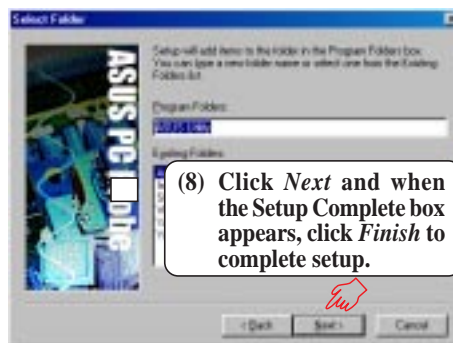 Select Folder
Setup will add items to the folder in the Program Folders box.
You can type a new folder name or select one from the Existing
Folders list.
Program Folders:
ASUS Utility
Existing Folders:
ASUS PC
(8) Click Next and when
the Setup Complete box
appears, click Finish to
complete setup.
< Back
Next >
Cancel